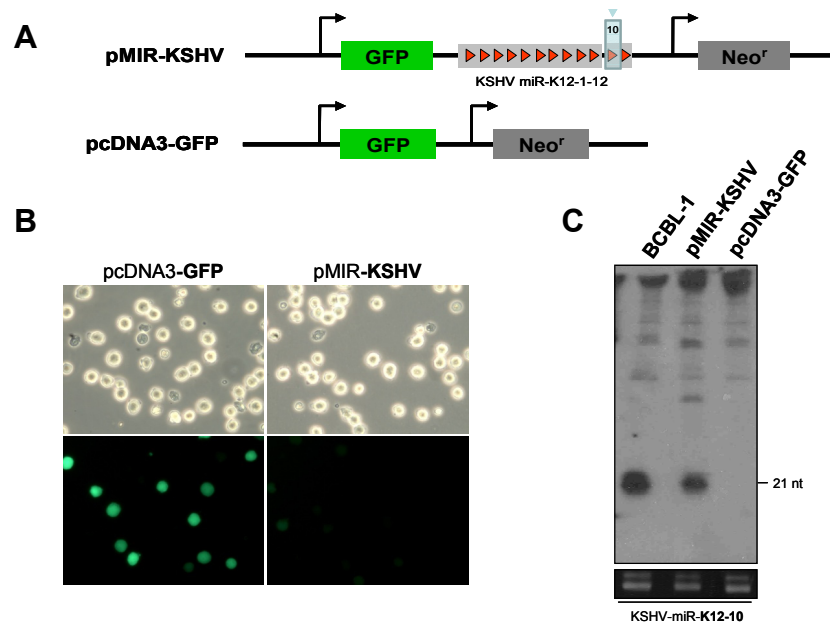 A
pMIR-KSHV
GFP
10
Neoʳ
KSHV miR-K12-1-12
pcDNA3-GFP
GFP
Neoʳ
B
pcDNA3-GFP
pMIR-KSHV
C
BCBL-1
pMIR-KSHV
pcDNA3-GFP
21 nt
KSHV-miR-K12-10